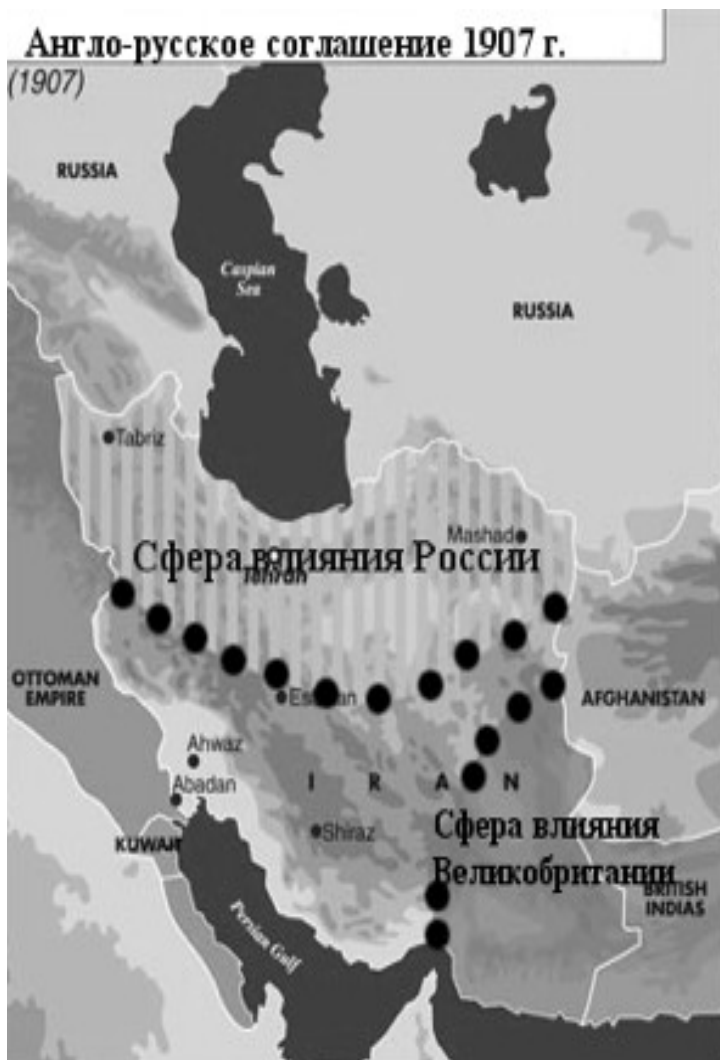 Англо-русское соглашение 1907 г.
(1907)
RUSSIA
Caspian
Sea
RUSSIA
Tabriz
Mashad
Сфера влияния России
Tehran
OTTOMAN
EMPIRE
AFGHANISTAN
Ahwaz
I R A N
Abadan
Shiraz
Сфера влияния
KUWAIT
Великобритании
BRITISH
INDIAS
Persian Gulf